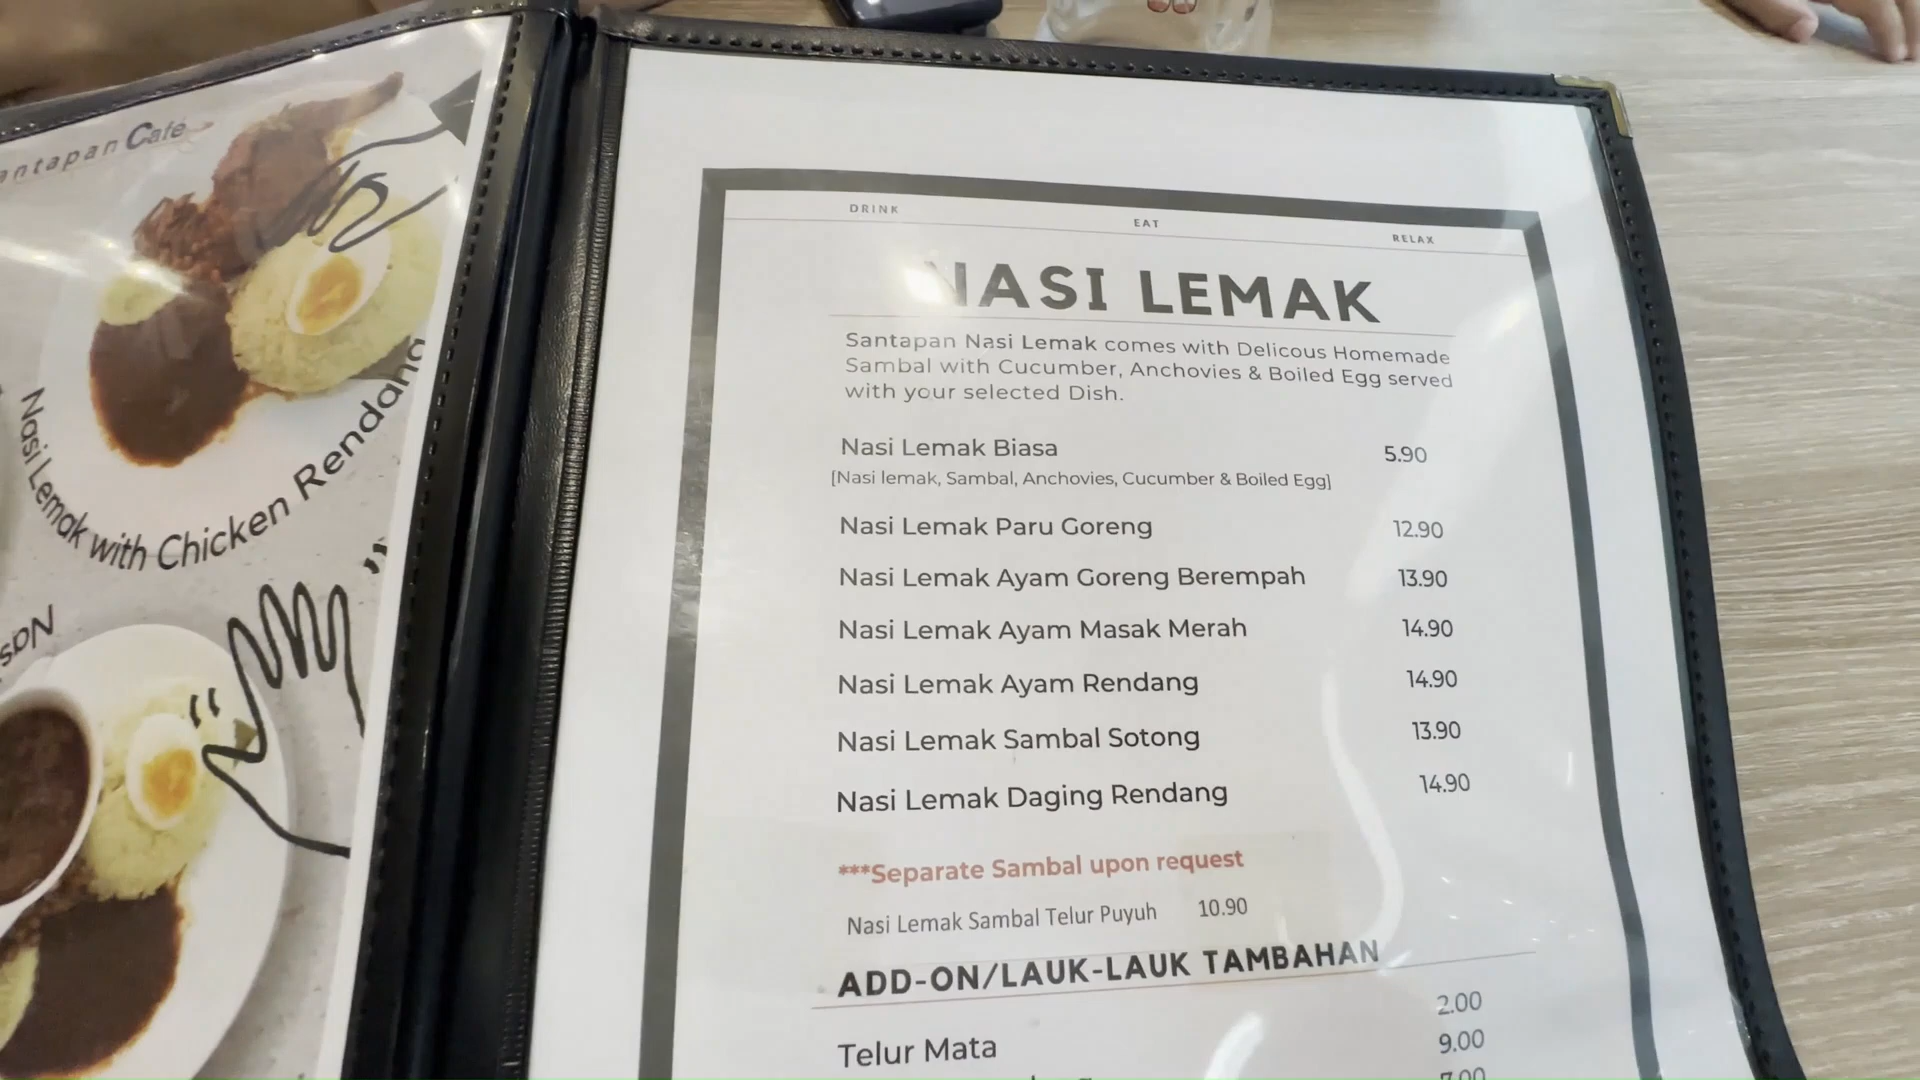 Café
Nasi Lemak with Chicken Rendang
DRINK EAT RELAX
NASI LEMAK
Santapan Nasi Lemak comes with Delicous Homemade
Sambal with Cucumber, Anchovies & Boiled Egg served
with your selected Dish.
Nasi Lemak Biasa 5.90
[Nasi lemak, Sambal, Anchovies, Cucumber & Boiled Egg]
Nasi Lemak Paru Goreng 12.90
Nasi Lemak Ayam Goreng Berempah 13.90
Nasi Lemak Ayam Masak Merah 14.90
Nasi Lemak Ayam Rendang 14.90
Nasi Lemak Sambal Sotong 13.90
Nasi Lemak Daging Rendang 14.90
***Separate Sambal upon request
Nasi Lemak Sambal Telur Puyuh 10.90
ADD-ON/LAUK-LAUK TAMBAHAN
Telur Mata 2.00
9.00